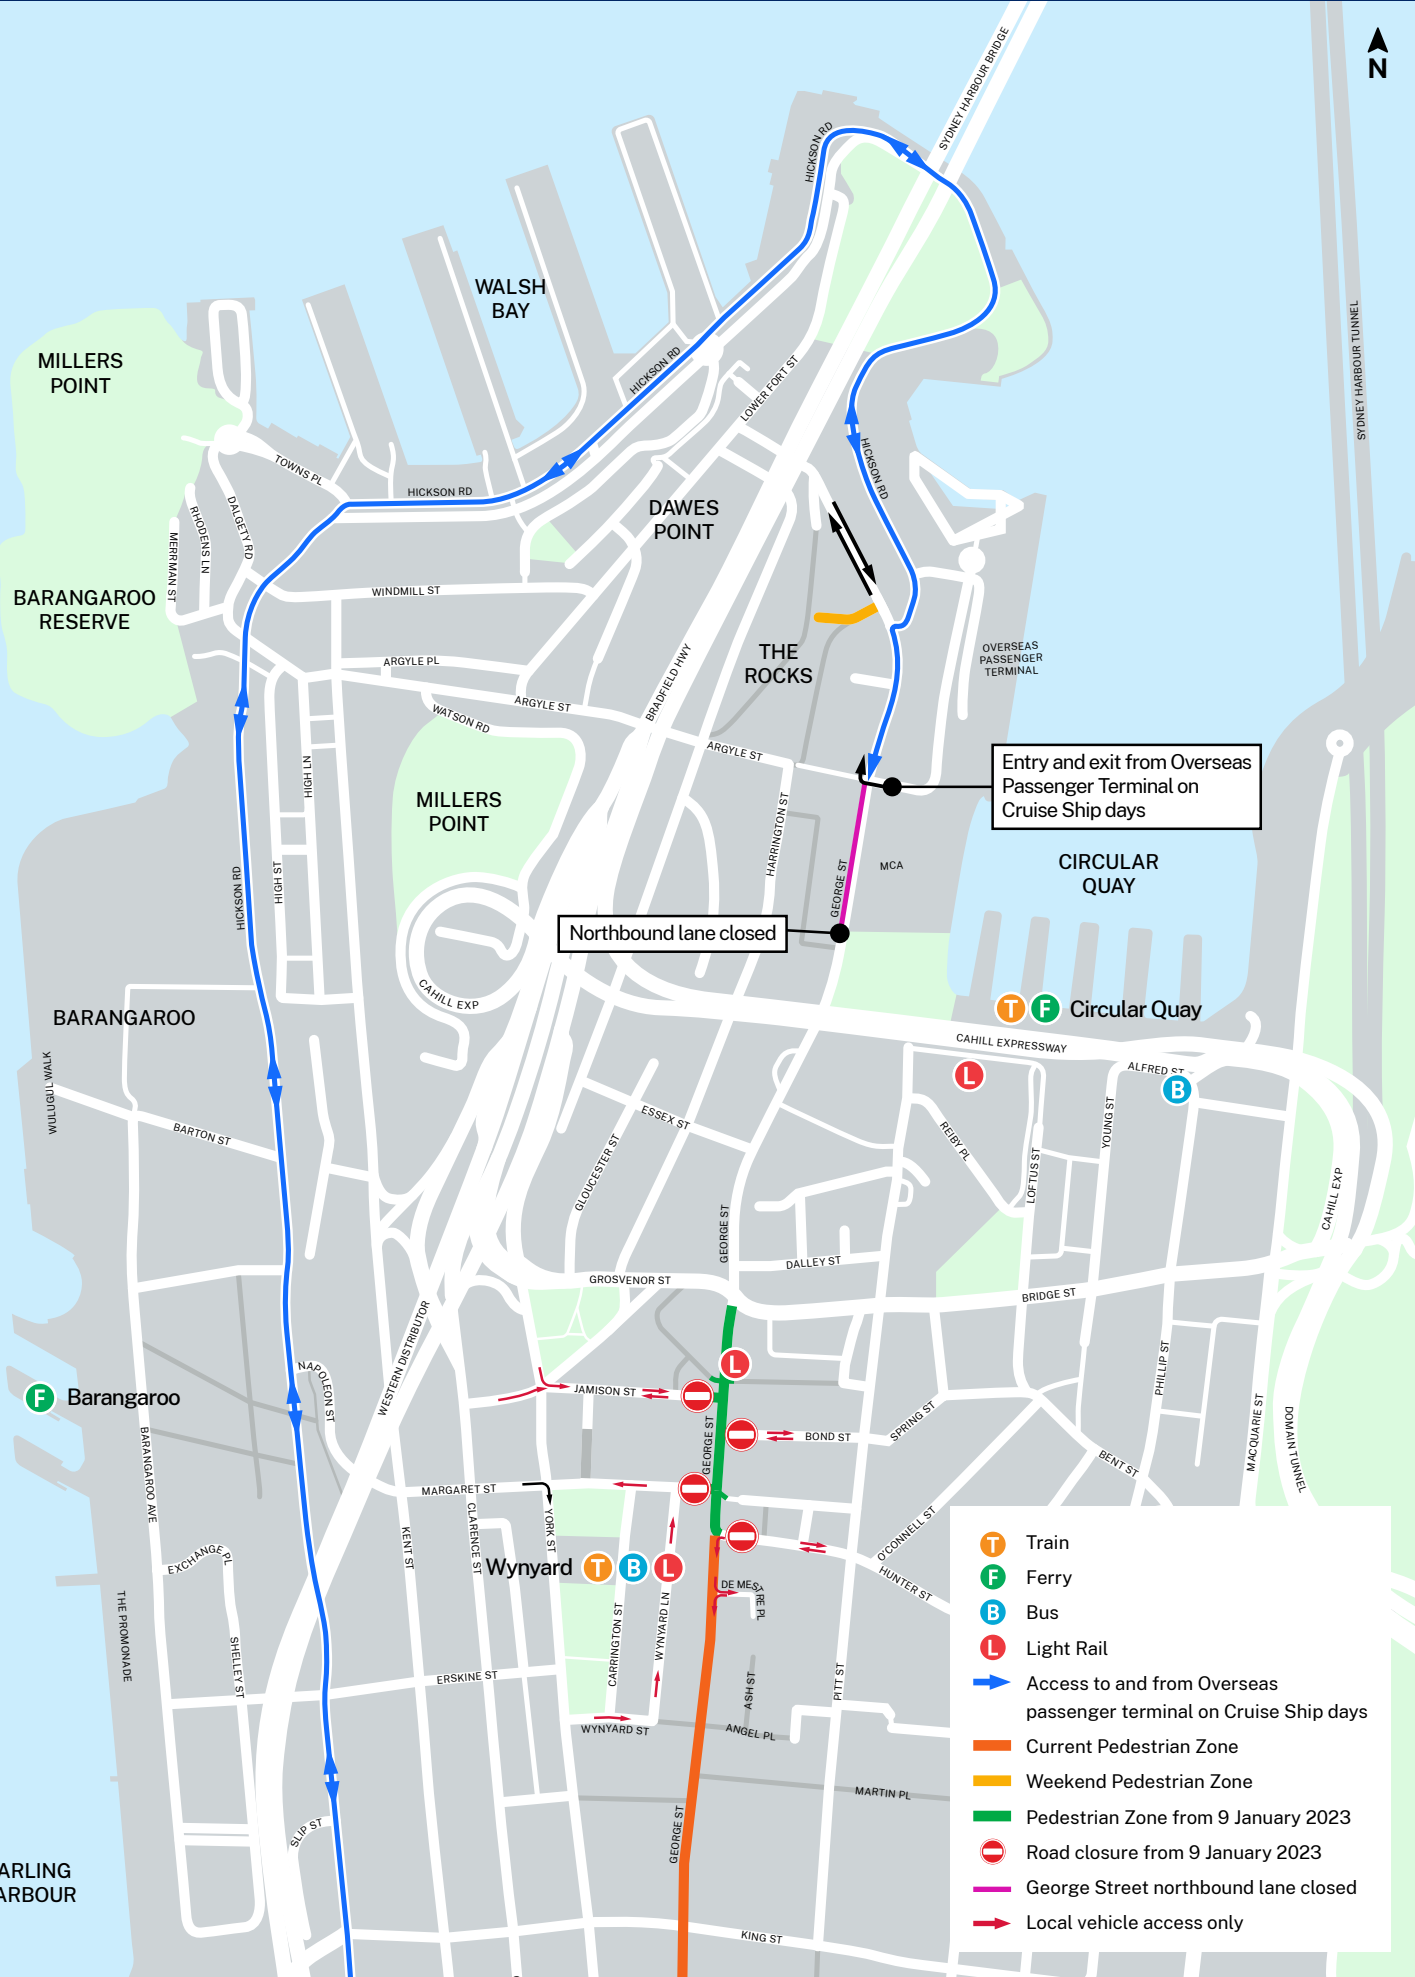 N
SYDNEY HARBOUR BRIDGE
HICKSON RD
WALSH
BAY
MILLERS
POINT
HICKSON RD
LOWER FORT ST
SYDNEY HARBOUR TUNNEL
TOWNS PL
HICKSON RD
HICKSON RD
DALGETY RD
RHODENS LN
MERRMAN ST
DAWES
POINT
WINDMILL ST
BARANGAROO
RESERVE
ARGYLE PL
THE
ROCKS
OVERSEAS
PASSENGER
TERMINAL
BRADFIELD HWY
ARGYLE ST
WATSON RD
ARGYLE ST
HIGH LN
Entry and exit from Overseas
Passenger Terminal on
Cruise Ship days
MILLERS
POINT
HARRINGTON ST
GEORGE ST
MCA
CIRCULAR
QUAY
HICKSON RD
HIGH ST
Northbound lane closed
CAHILL EXP
T F Circular Quay
BARANGAROO
CAHILL EXPRESSWAY
L
ALFRED ST
B
WULUGUL WALK
BARTON ST
ESSEX ST
GLOUCESTER ST
REIBY PL
LOFTUS ST
YOUNG ST
CAHILL EXP
GEORGE ST
DALLEY ST
GROSVENOR ST
BRIDGE ST
WESTERN DISTRIBUTOR
NAPOLEON ST
L
JAMISON ST
PHILLIP ST
F Barangaroo
GEORGE ST
BOND ST
SPRING ST
MACQUARIE ST
DOMAIN TUNNEL
BENT ST
BARANGAROO AVE
MARGARET ST
CLARENCE ST
YORK ST
KENT ST
O'CONNELL ST
HUNTER ST
EXCHANGE PL
Wynyard T B L
DE MESTRE PL
THE PROMONADE
SHELLEY ST
CARRINGTON ST
WYNYARD LN
ERSKINE ST
ASH ST
PITT ST
WYNYARD ST
ANGEL PL
MARTIN PL
SLIP ST
GEORGE ST
ARLING
ARBOUR
KING ST
T Train
F Ferry
B Bus
L Light Rail
Access to and from Overseas
passenger terminal on Cruise Ship days
Current Pedestrian Zone
Weekend Pedestrian Zone
Pedestrian Zone from 9 January 2023
Road closure from 9 January 2023
George Street northbound lane closed
Local vehicle access only